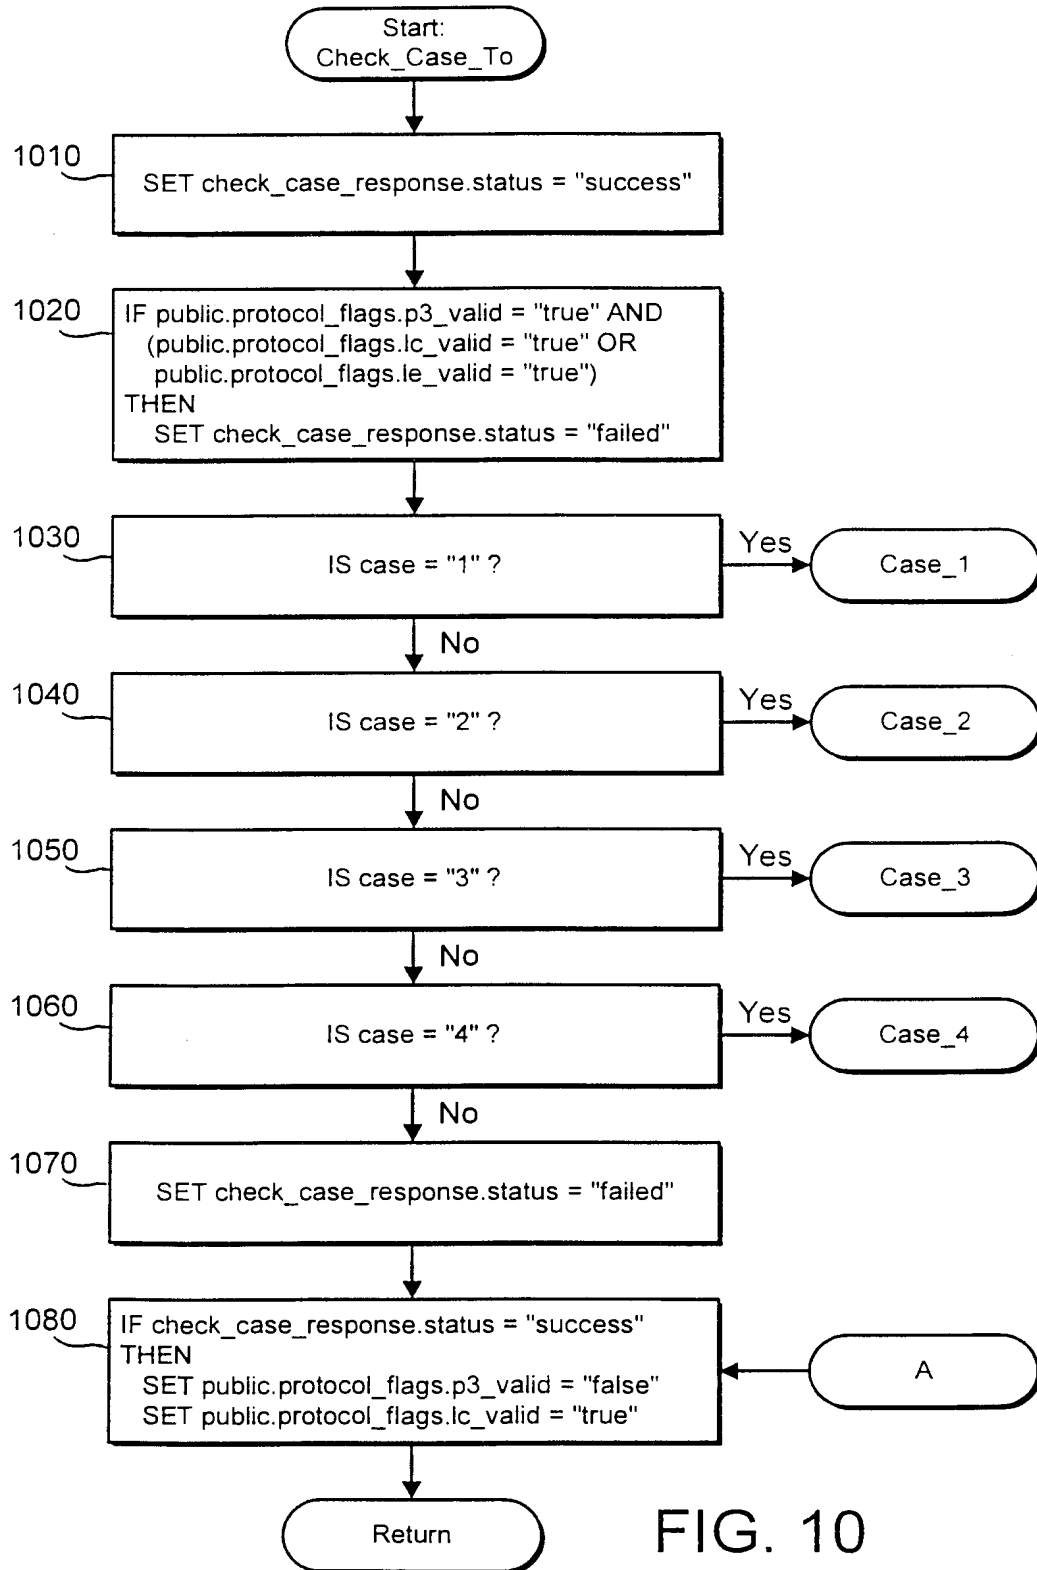 Start:
Check_Case_To
1010
SET check_case_response.status = "success"
1020
IF public.protocol_flags.p3_valid = "true" AND
(public.protocol_flags.lc_valid = "true" OR
public.protocol_flags.le_valid = "true")
THEN
SET check_case_response.status = "failed"
1030
IS case = "1" ?
Yes
Case_1
No
1040
IS case = "2" ?
Yes
Case_2
No
1050
IS case = "3" ?
Yes
Case_3
No
1060
IS case = "4" ?
Yes
Case_4
No
1070
SET check_case_response.status = "failed"
1080
IF check_case_response.status = "success"
THEN
SET public.protocol_flags.p3_valid = "false"
SET public.protocol_flags.lc_valid = "true"
A
Return
FIG. 10